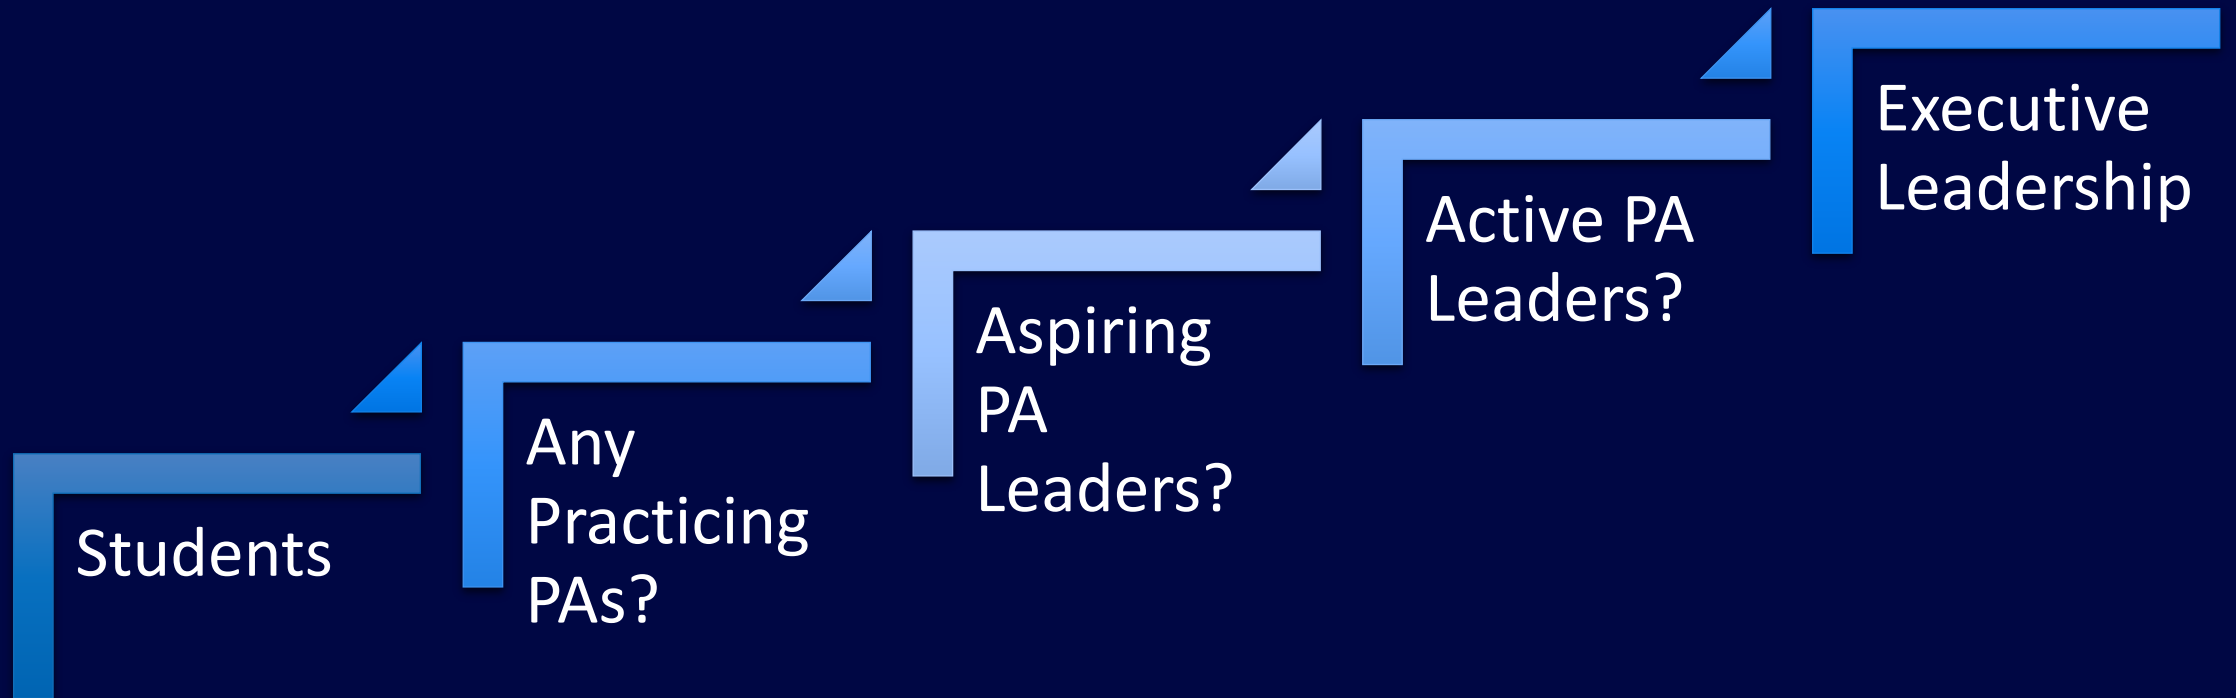 Students
Any
Practicing
PAs?
Aspiring
PA
Leaders?
Active PA
Leaders?
Executive
Leadership